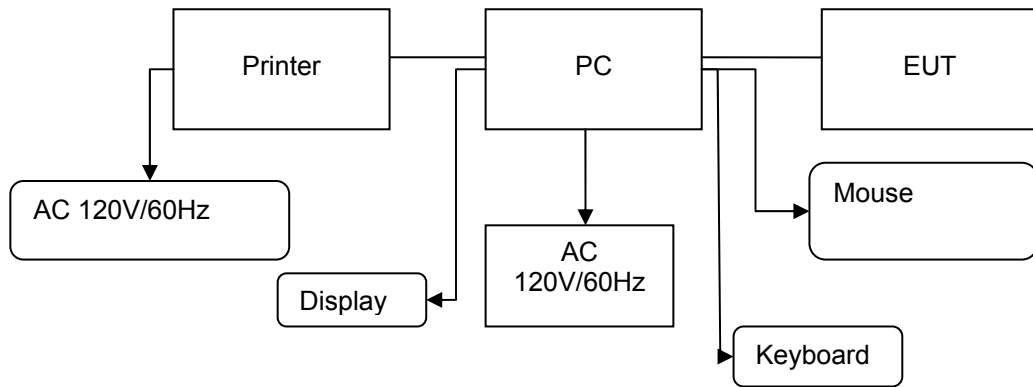 Printer
PC
EUT
AC 120V/60Hz
Mouse
AC
120V/60Hz
Display
Keyboard